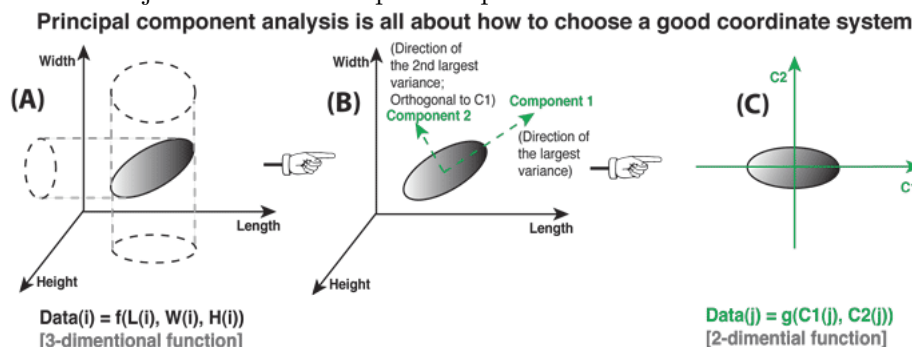 Principal component analysis is all about how to choose a good coordinate system
(A)
Width
Length
Height
Data(i) = f(L(i), W(i), H(i))
[3-dimentional function]
(B)
Width
(Direction of
the 2nd largest
variance;
Orthogonal to C1)
Component 2
Component 1
(Direction of
the largest
variance)
Length
Height
(C)
C2
Data(j) = g(C1(j), C2(j))
[2-dimential function]